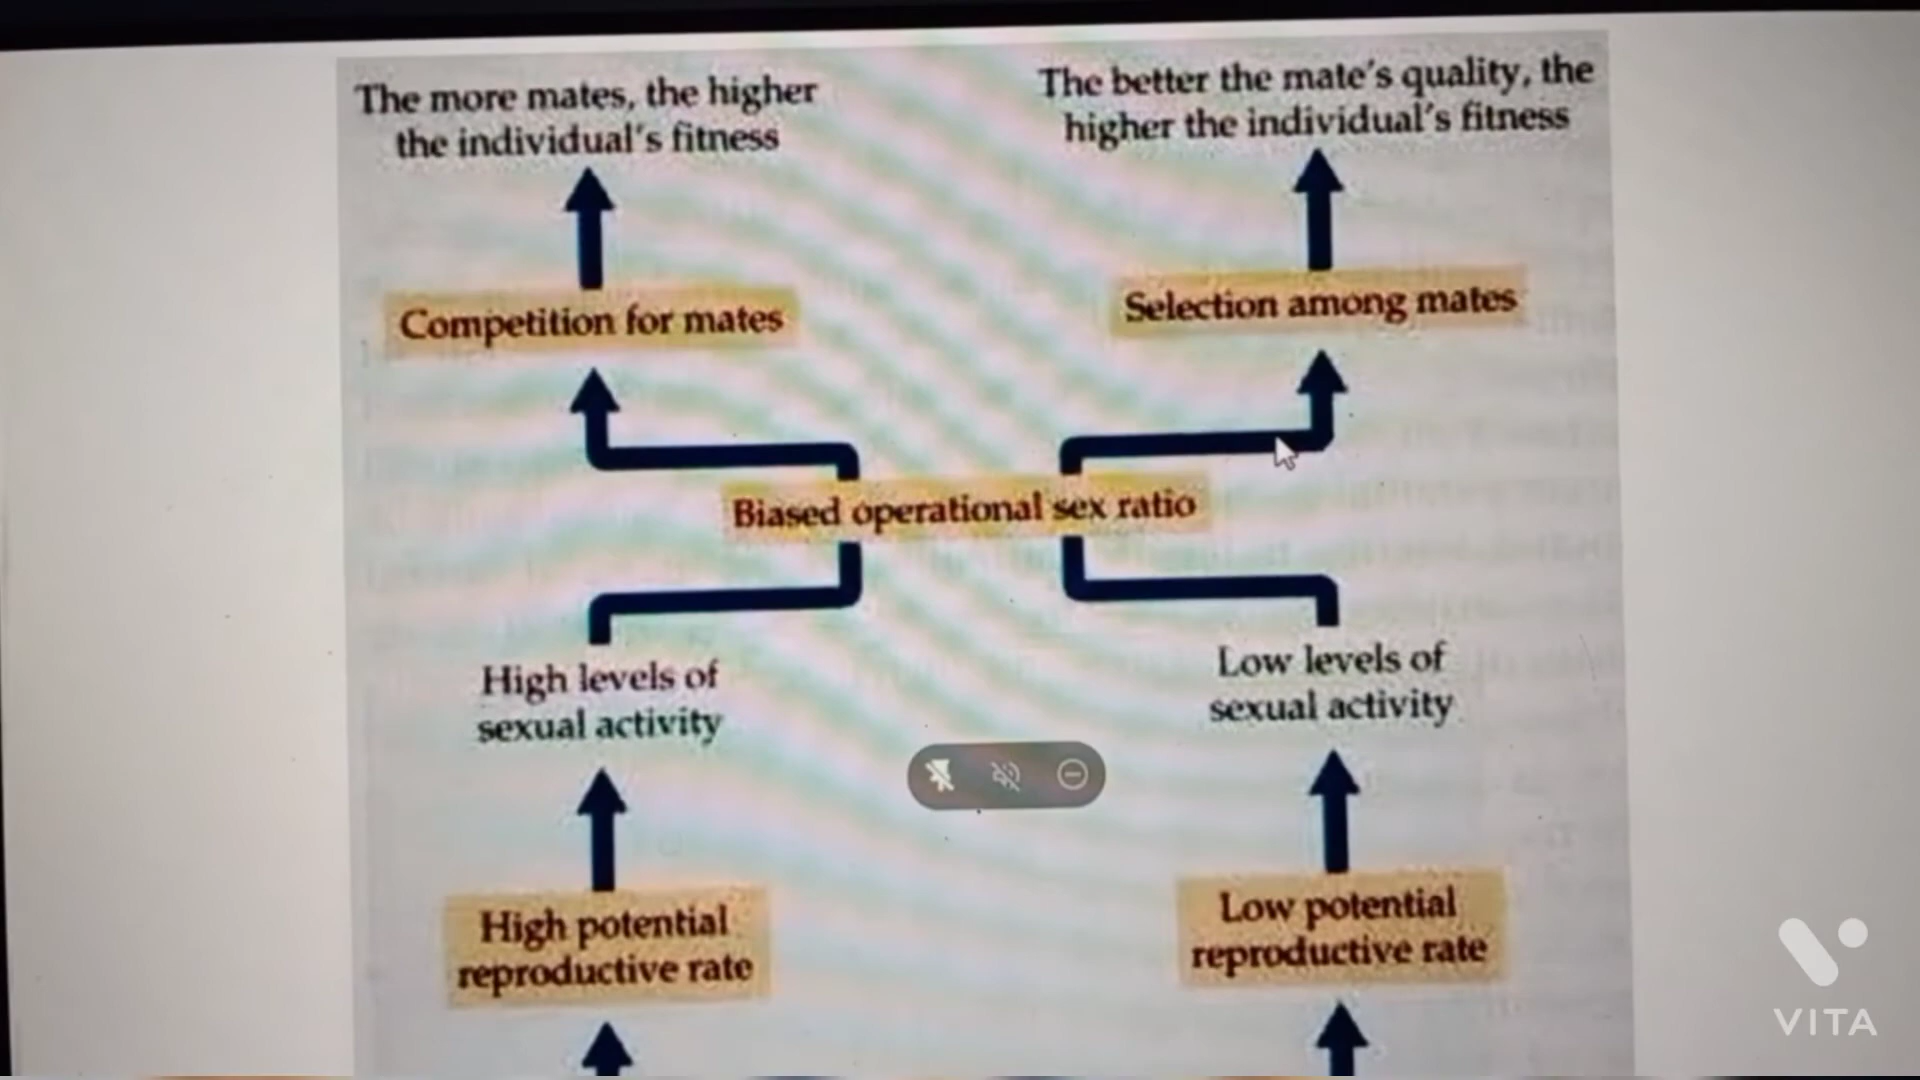 The more mates, the higher
the individual's fitness
The better the mate's quality, the
higher the individual's fitness
Competition for mates
Selection among mates
Biased operational sex ratio
High levels of
sexual activity
Low levels of
sexual activity
High potential
reproductive rate
Low potential
reproductive rate
VITA